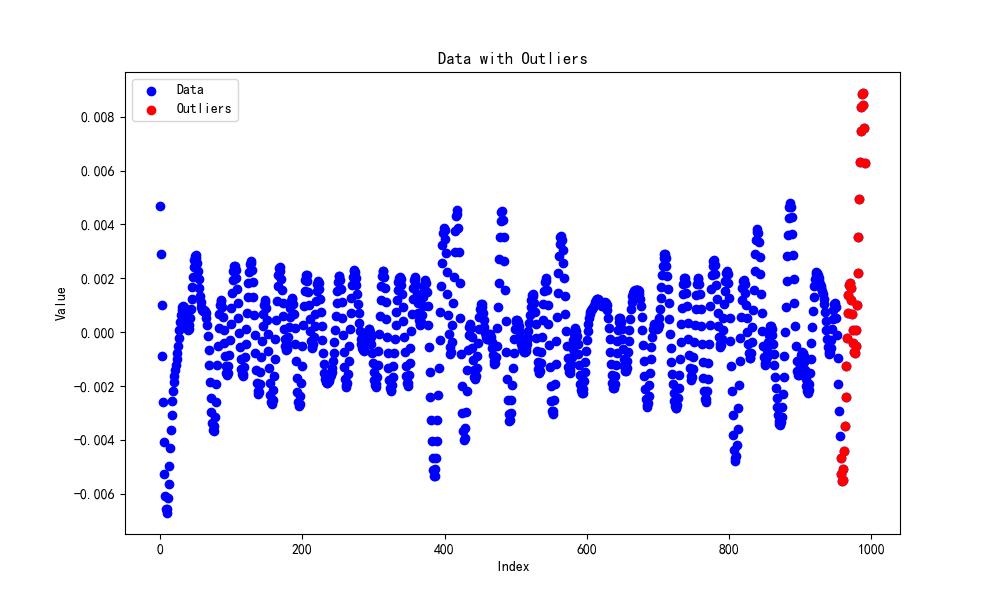 Data with Outliers
Data
Outliers
0.008
0.006
0.004
0.002
0.000
-0.002
-0.004
-0.006
Value
0 200 400 600 800 1000
Index